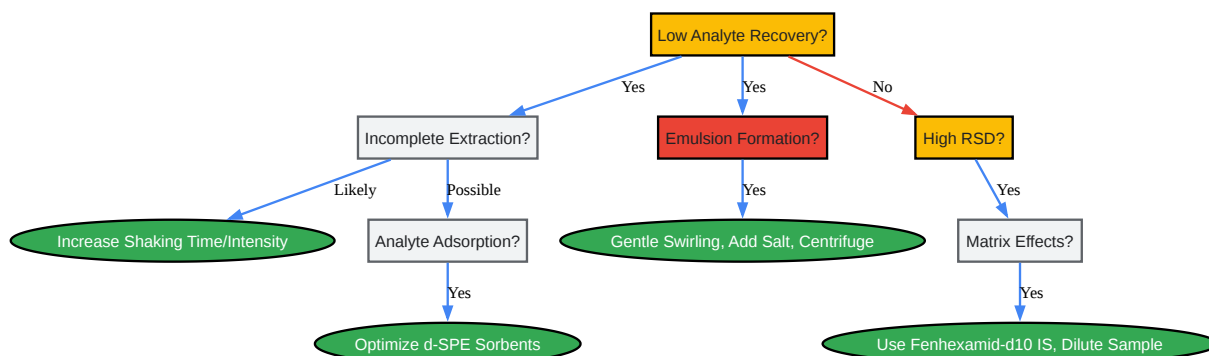 Low Analyte Recovery?
Yes
Yes
No
Incomplete Extraction?
Emulsion Formation?
High RSD?
Likely
Possible
Yes
Yes
Increase Shaking Time/Intensity
Analyte Adsorption?
Gentle Swirling, Add Salt, Centrifuge
Matrix Effects?
Yes
Yes
Optimize d-SPE Sorbents
Use Fenhexamid-d10 IS, Dilute Sample